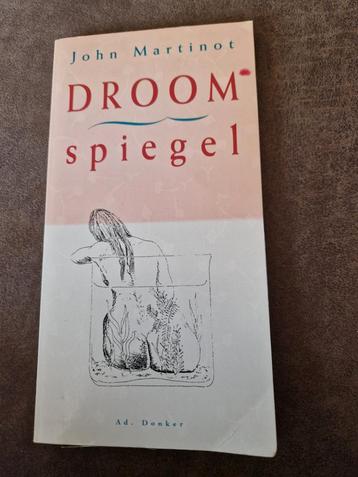 John Martinot
DROOM
spiegel
Ad. Donker